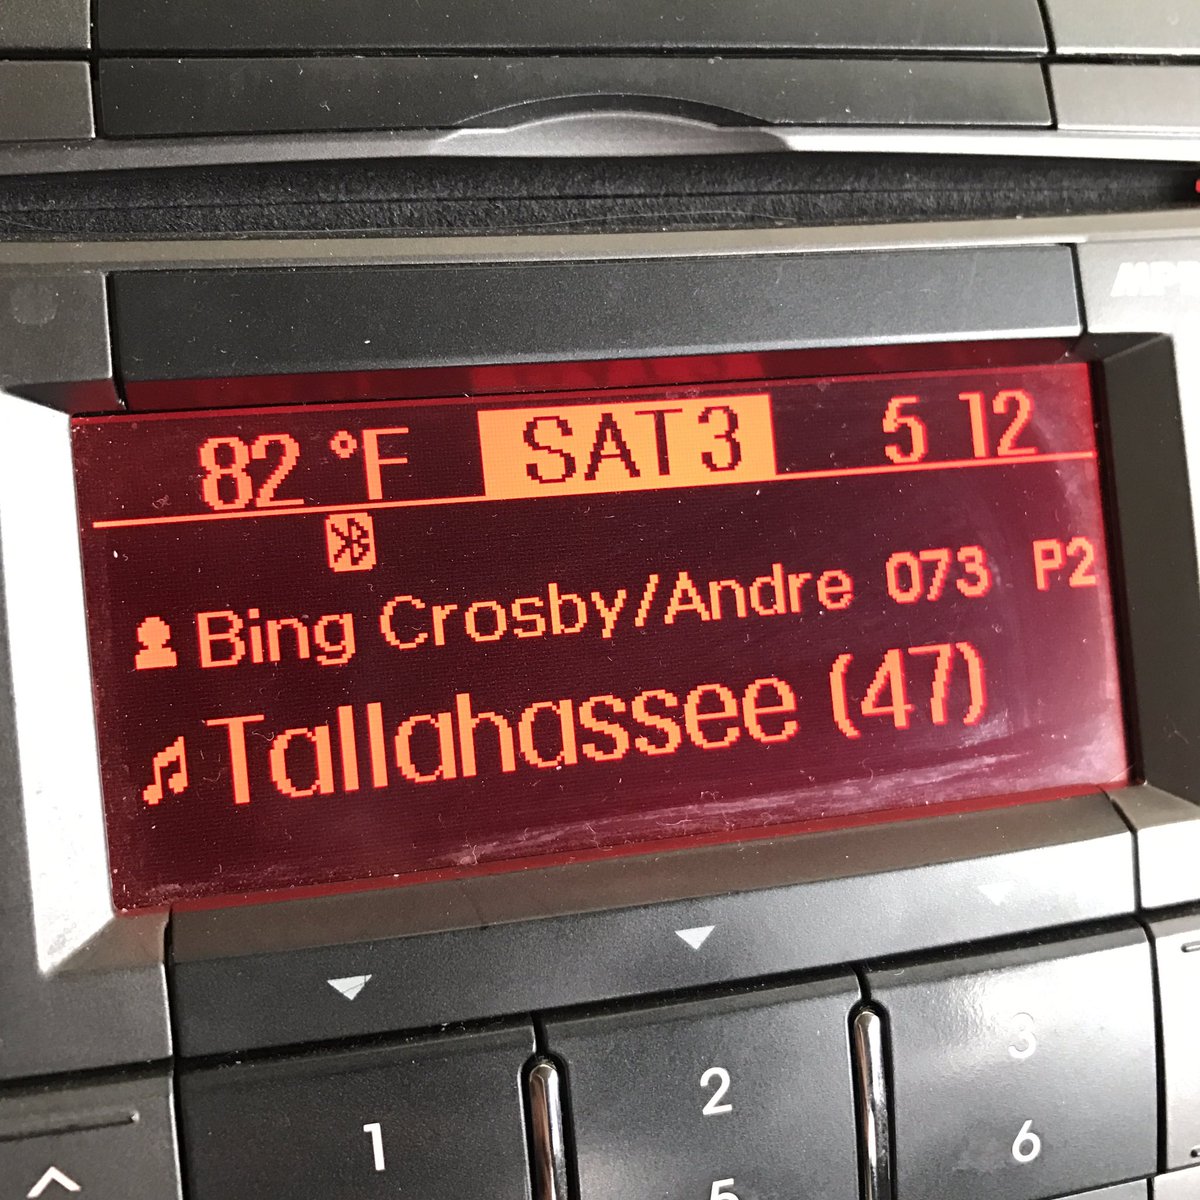 82 °F SAT3 5 12
Bing Crosby/Andre 073 P2
Tallahassee (47)
1 2 3
6